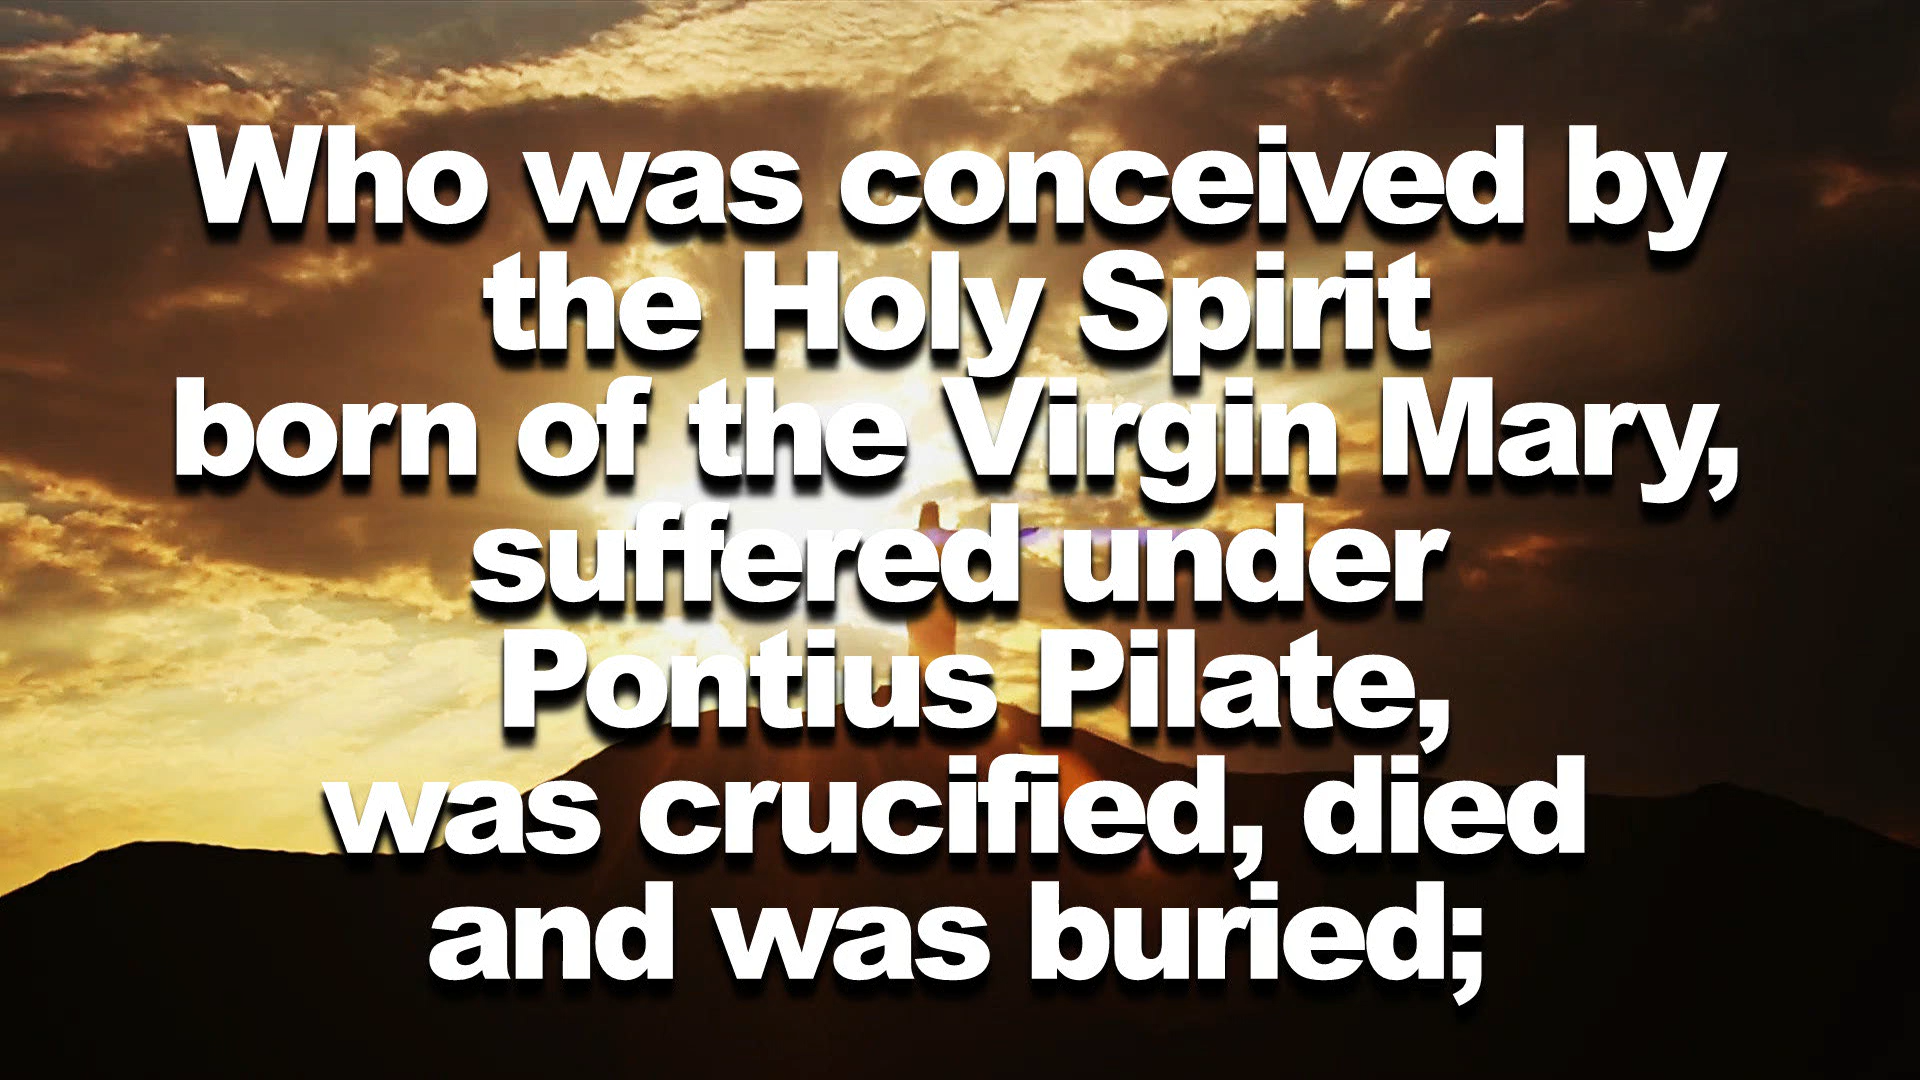 Who was conceived by
the Holy Spirit
born of the Virgin Mary,
suffered under
Pontius Pilate,
was crucified, died
and was buried;